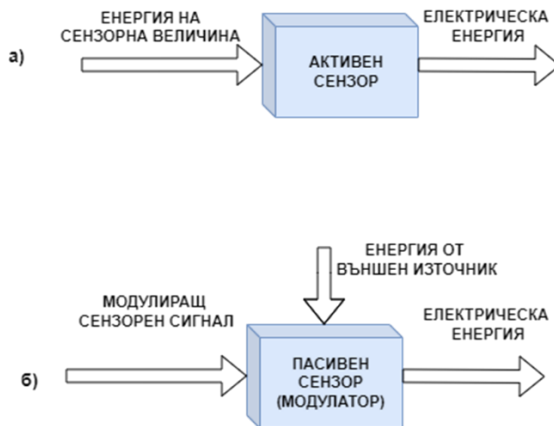 ЕНЕРГИЯ НА
СЕНЗОРНА ВЕЛИЧИНА
ЕЛЕКТРИЧЕСКА
ЕНЕРГИЯ
а)
АКТИВЕН
СЕНЗОР
ЕНЕРГИЯ ОТ
ВЪНШЕН ИЗТОЧНИК
МОДУЛИРАЩ
СЕНЗОРЕН СИГНАЛ
ЕЛЕКТРИЧЕСКА
ЕНЕРГИЯ
б)
ПАСИВЕН
СЕНЗОР
(МОДУЛАТОР)